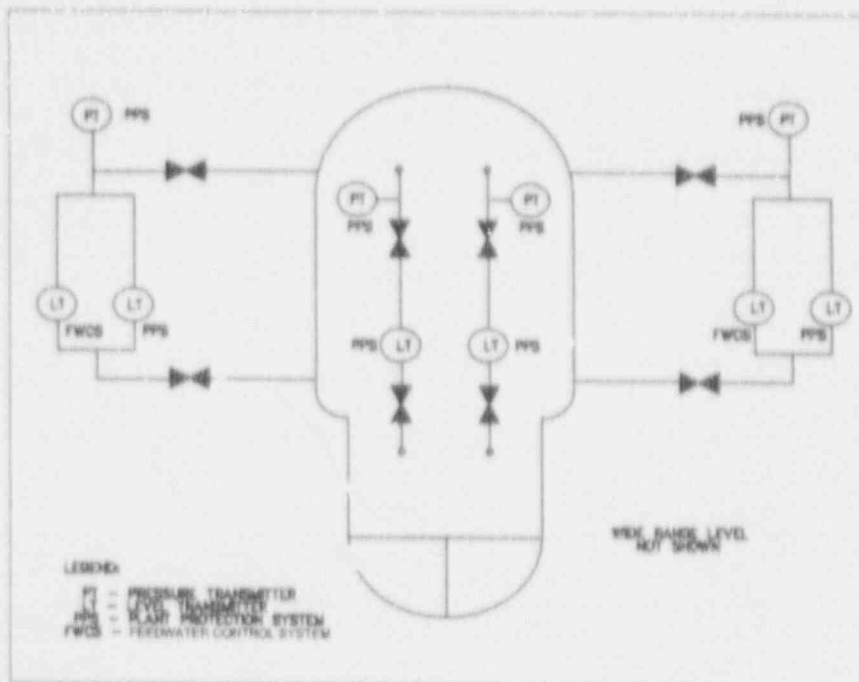 PT PPS
PPS PT
PT
PPS
PT
PPS
LT
LT
FWCS
PPS
PPS LT
LT PPS
LT
LT
FWCS
PPS
WIDE RANGE LEVEL
NOT SHOWN
LEGEND:
PT - PRESSURE TRANSMITTER
LT - LEVEL TRANSMITTER
PPS - PLANT PROTECTION SYSTEM
FWCS - FEEDWATER CONTROL SYSTEM